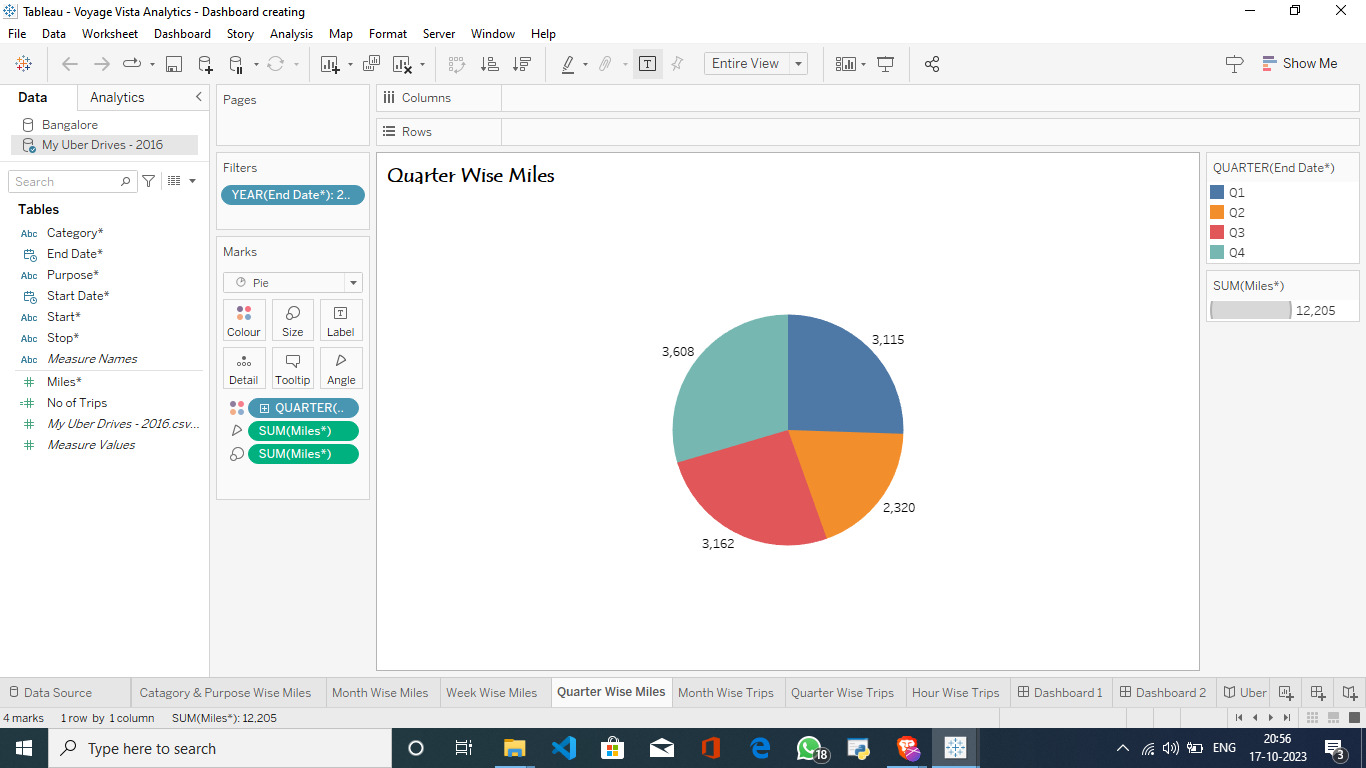 Tableau - Voyage Vista Analytics - Dashboard creating
File Data Worksheet Dashboard Story Analysis Map Format Server Window Help
Entire View
Show Me
Data Analytics
Bangalore
My Uber Drives - 2016
Search
Tables
Abc Category*
End Date*
Abc Purpose*
Start Date*
Abc Start*
Abc Stop*
Abc Measure Names
Miles*
No of Trips
My Uber Drives - 2016.csv...
Measure Values
Pages
Filters
YEAR(End Date*): 2..
Marks
Pie
Colour Size Label
Detail Tooltip Angle
QUARTER(..
SUM(Miles*)
SUM(Miles*)
Columns
Rows
Quarter Wise Miles
3,115
3,608
2,320
3,162
QUARTER(End Date*)
Q1
Q2
Q3
Q4
SUM(Miles*)
12,205
Data Source Catagory & Purpose Wise Miles Month Wise Miles Week Wise Miles Quarter Wise Miles Month Wise Trips Quarter Wise Trips Hour Wise Trips Dashboard 1 Dashboard 2 Uber
4 marks 1 row by 1 column SUM(Miles*): 12,205
Type here to search
18
ENG
20:56
17-10-2023
3